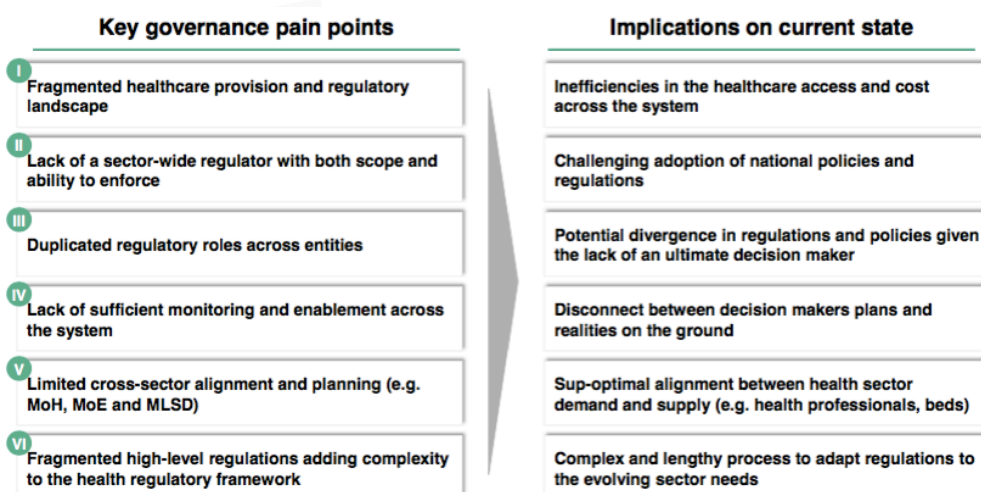 Key governance pain points
Implications on current state
I
Fragmented healthcare provision and regulatory
landscape
Inefficiencies in the healthcare access and cost
across the system
II
Lack of a sector-wide regulator with both scope and
ability to enforce
Challenging adoption of national policies and
regulations
III
Duplicated regulatory roles across entities
Potential divergence in regulations and policies given
the lack of an ultimate decision maker
IV
Lack of sufficient monitoring and enablement across
the system
Disconnect between decision makers plans and
realities on the ground
V
Limited cross-sector alignment and planning (e.g.
MoH, MoE and MLSD)
Sup-optimal alignment between health sector
demand and supply (e.g. health professionals, beds)
VI
Fragmented high-level regulations adding complexity
to the health regulatory framework
Complex and lengthy process to adapt regulations to
the evolving sector needs